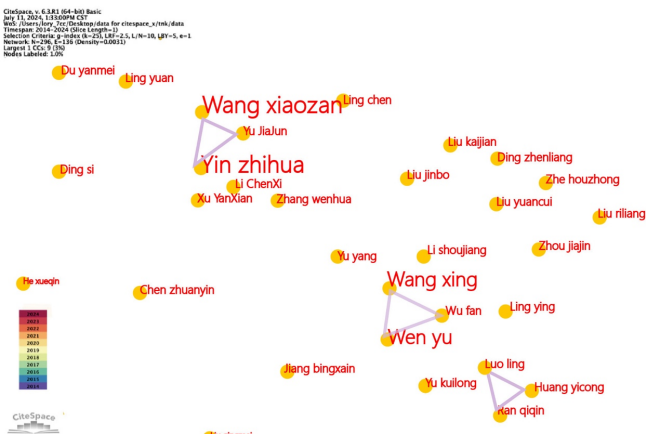 CiteSpace, v. 6.3.R1 (64-bit) Basic
July 11, 2024, 1:33:00PM CST
WoS: /Users/lory_7cc/Desktop/data for citespace_x/tnk/data
Timespan: 2014-2024 (Slice Length=1)
Selection Criteria: g-index (k=25), LRF=2.5, L/N=10, LBY=5, e=1
Network: N=296, E=136 (Density=0.0031)
Largest 1 CCs: 9 (3%)
Nodes Labeled: 1.0%
Du yanmei
Ling yuan
Wang xiaozan
Ling chen
Yu JiaJun
Liu kaijian
Ding zhenliang
Yin zhihua
Ding si
Liu jinbo
Zhe houzhong
Li ChenXi
Xu YanXian
Zhang wenhua
Liu yuancui
Liu riliang
Zhou jiajin
Yu yang
Li shoujiang
He xueqin
Wang xing
Chen zhuanyin
Wu fan
Ling ying
2024
2023
2022
2021
2020
2019
2018
2017
2016
2015
2014
Wen yu
Luo ling
Jiang bingxain
Yu kuilong
Huang yicong
Ran qiqin
CiteSpace